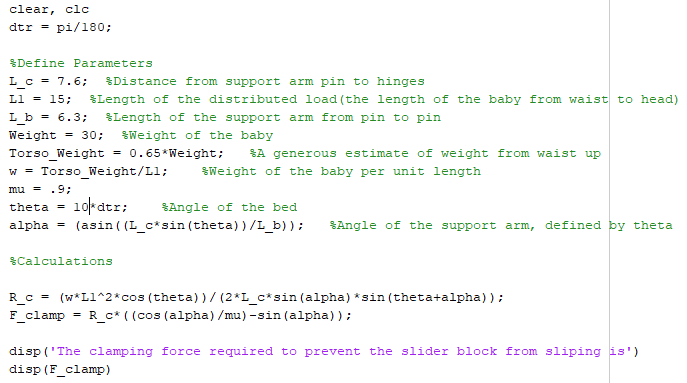 clear, clc
dtr = pi/180;
%Define Parameters
L_c = 7.6;  %Distance from support arm pin to hinges
L1 = 15;  %Length of the distributed load(the length of the baby from waist to head)
L_b = 6.3;  %Length of the support arm from pin to pin
Weight = 30;  %Weight of the baby
Torso_Weight = 0.65*Weight;   %A generous estimate of weight from waist up
w = Torso_Weight/L1;    %Weight of the baby per unit length
mu = .9;
theta = 10*dtr;    %Angle of the bed
alpha = (asin((L_c*sin(theta))/L_b));   %Angle of the support arm, defined by theta
%Calculations
R_c = (w*L1^2*cos(theta))/(2*L_c*sin(alpha)*sin(theta+alpha));
F_clamp = R_c*((cos(alpha)/mu)-sin(alpha));
disp('The clamping force required to prevent the slider block from sliping is')
disp(F_clamp)